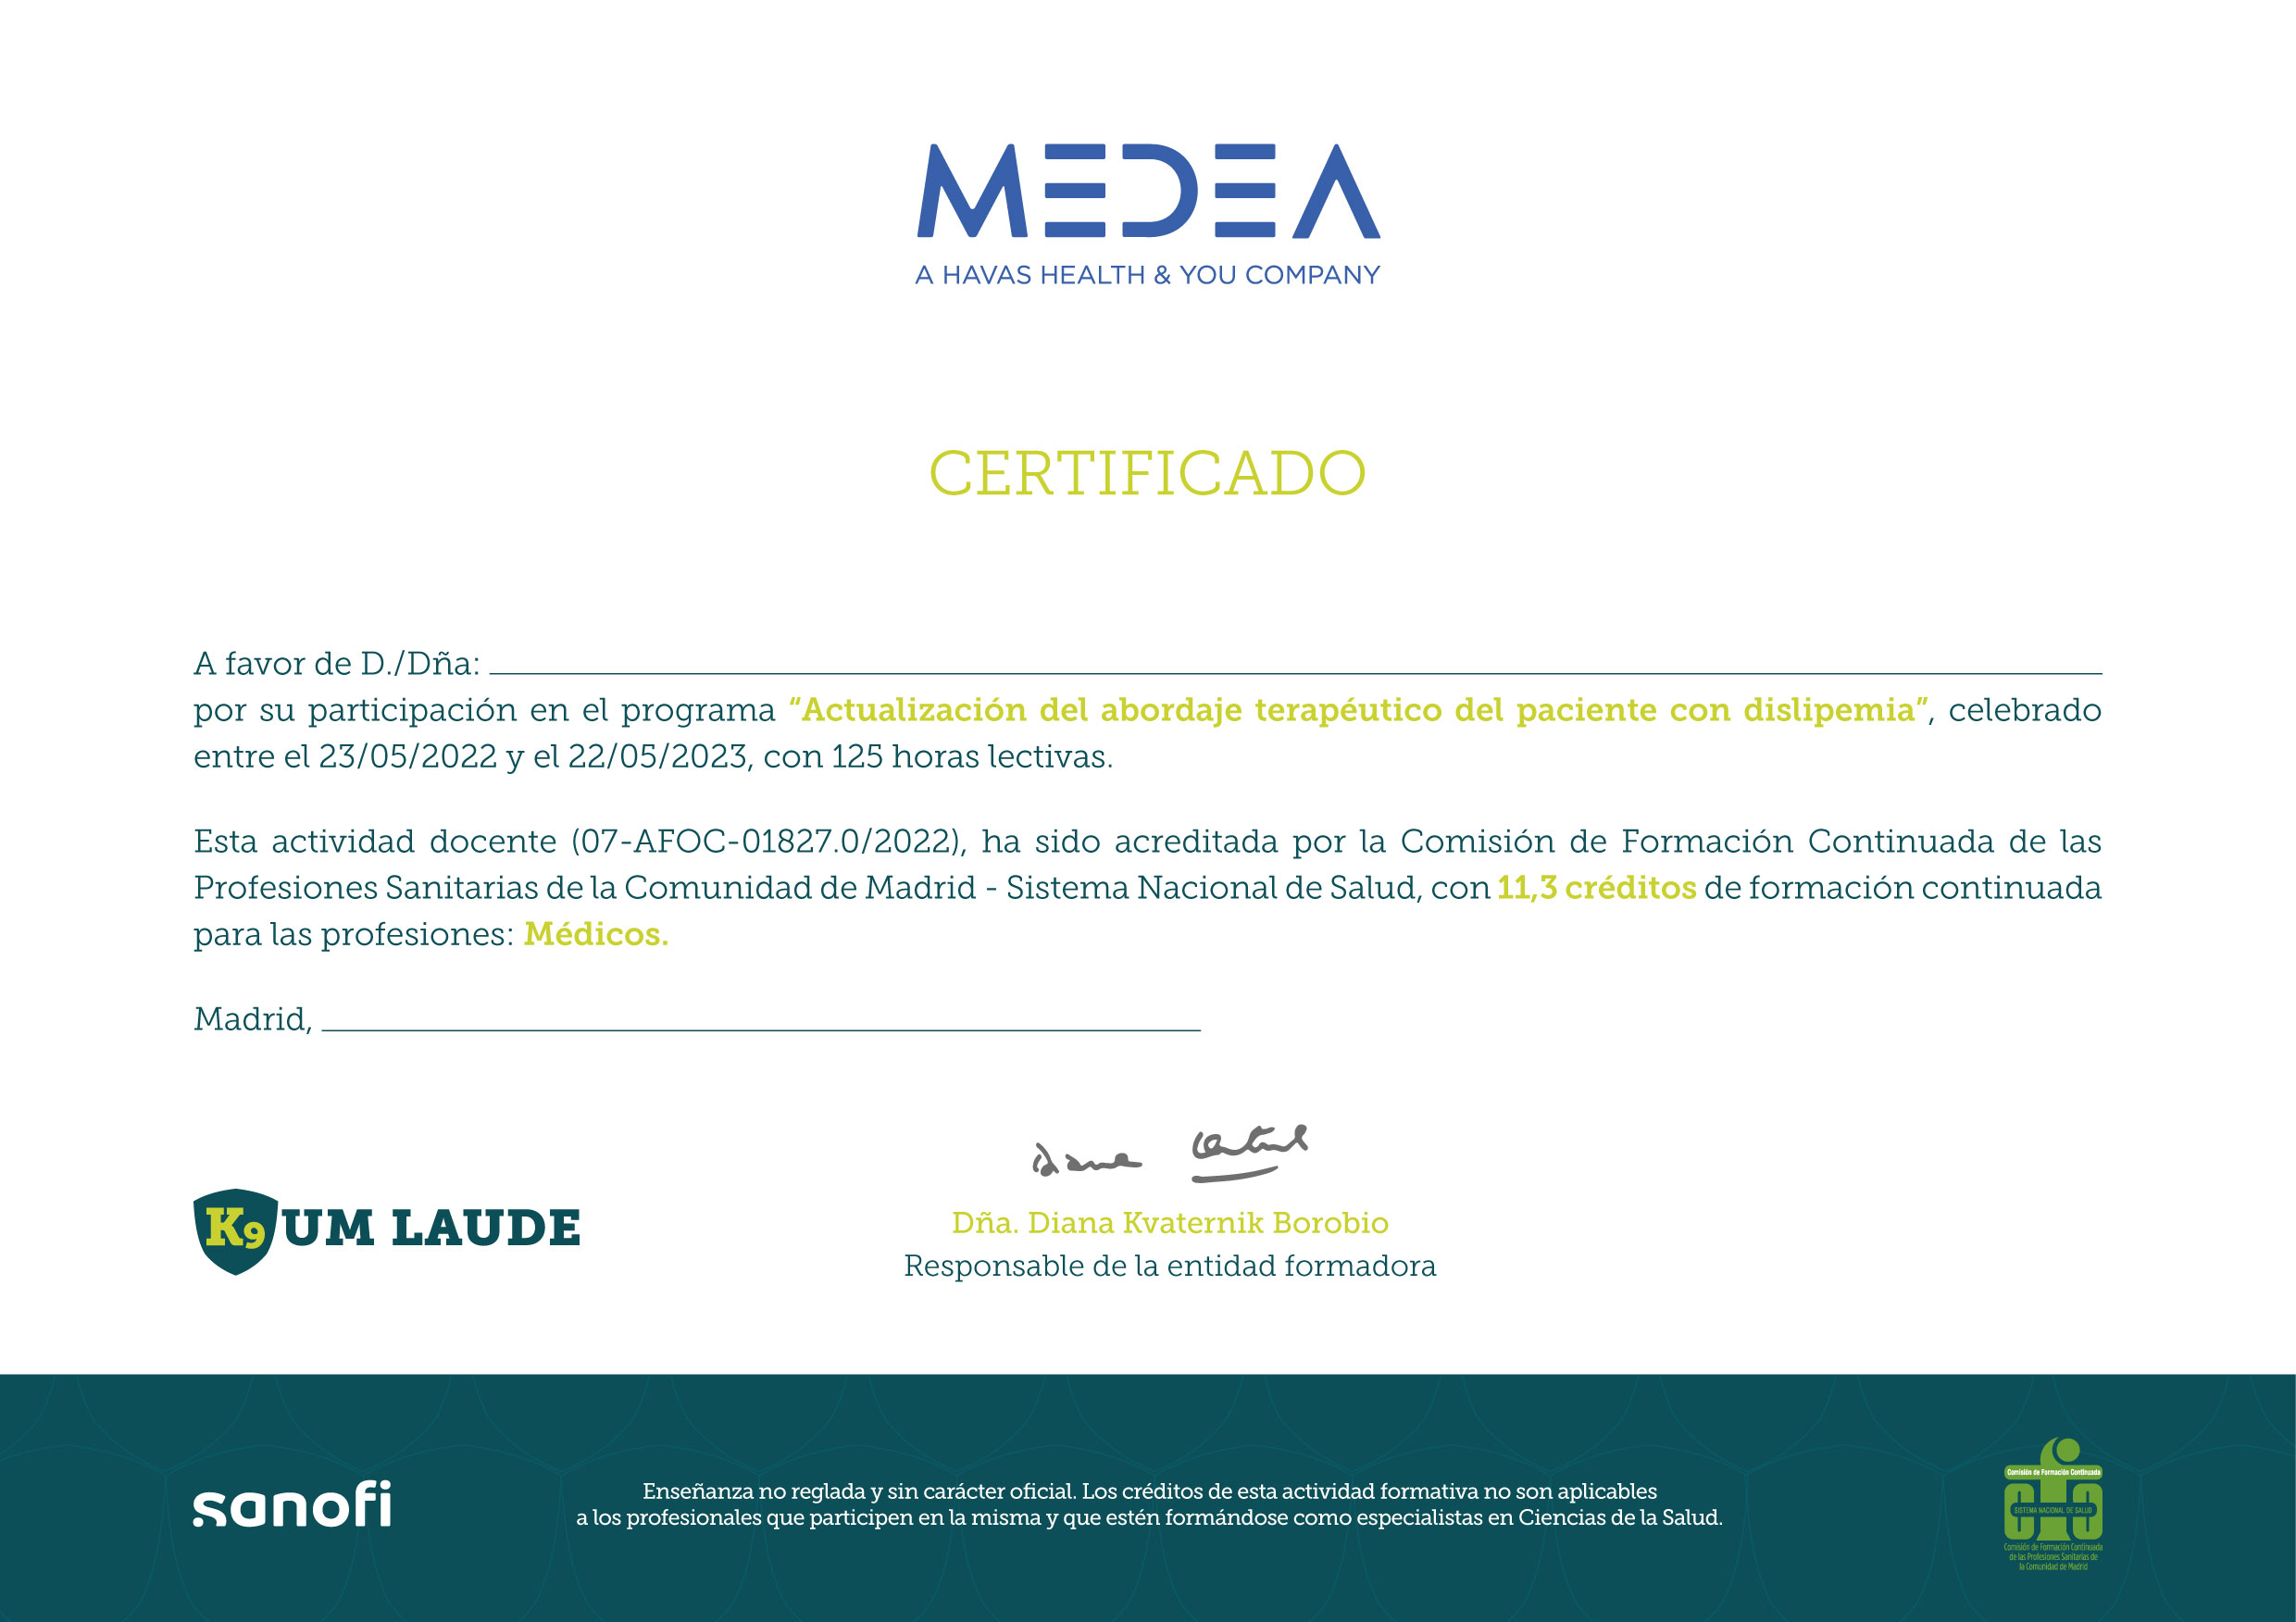 MEDEA
A HAVAS HEALTH & YOU COMPANY
CERTIFICADO
A favor de D./Dña:
por su participación en el programa “Actualización del abordaje terapéutico del paciente con dislipemia”, celebrado
entre el 23/05/2022 y el 22/05/2023, con 125 horas lectivas.
Esta actividad docente (07-AFOC-01827.0/2022), ha sido acreditada por la Comisión de Formación Continuada de las
Profesiones Sanitarias de la Comunidad de Madrid - Sistema Nacional de Salud, con 11,3 créditos de formación continuada
para las profesiones: Médicos.
Madrid,
K9UM LAUDE
Dña. Diana Kvaternik Borobio
Responsable de la entidad formadora
sanofi
Enseñanza no reglada y sin carácter oficial. Los créditos de esta actividad formativa no son aplicables
a los profesionales que participen en la misma y que estén formándose como especialistas en Ciencias de la Salud.
Comisión de Formación Continuada
SISTEMA NACIONAL DE SALUD
Comisión de Formación Continuada
de las Profesiones Sanitarias de
la Comunidad de Madrid